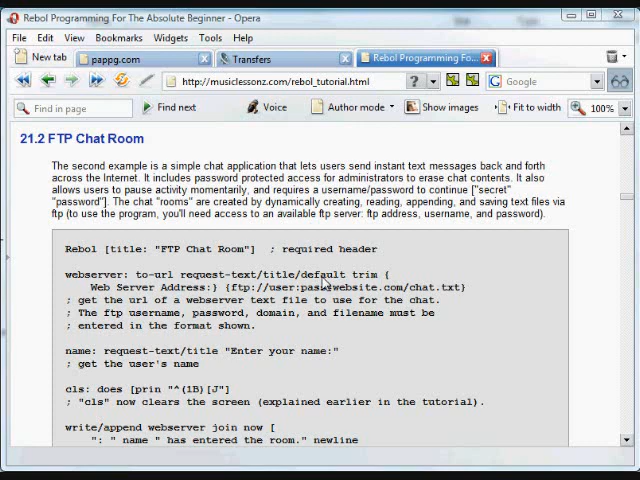 Rebol Programming For The Absolute Beginner - Opera
File Edit View Bookmarks Widgets Tools Help
New tab pappg.com Transfers Rebol Programming Fo...
http://musiclessonz.com/rebol_tutorial.html ? Google
Find in page Find next Voice Author mode Show images Fit to width 100%
21.2 FTP Chat Room
The second example is a simple chat application that lets users send instant text messages back and forth
across the Internet. It includes password protected access for administrators to erase chat contents. It also
allows users to pause activity momentarily, and requires a username/password to continue ["secret"
"password"]. The chat "rooms" are created by dynamically creating, reading, appending, and saving text files via
ftp (to use the program, you'll need access to an available ftp server: ftp address, username, and password).
Rebol [title: "FTP Chat Room"] ; required header
webserver: to-url request-text/title/default trim {
Web Server Address:} {ftp://user:pass@website.com/chat.txt}
; get the url of a webserver text file to use for the chat.
; The ftp username, password, domain, and filename must be
; entered in the format shown.
name: request-text/title "Enter your name:"
; get the user's name
cls: does [prin "^(1B)[J"]
; "cls" now clears the screen (explained earlier in the tutorial).
write/append webserver join now [
": " name " has entered the room." newline